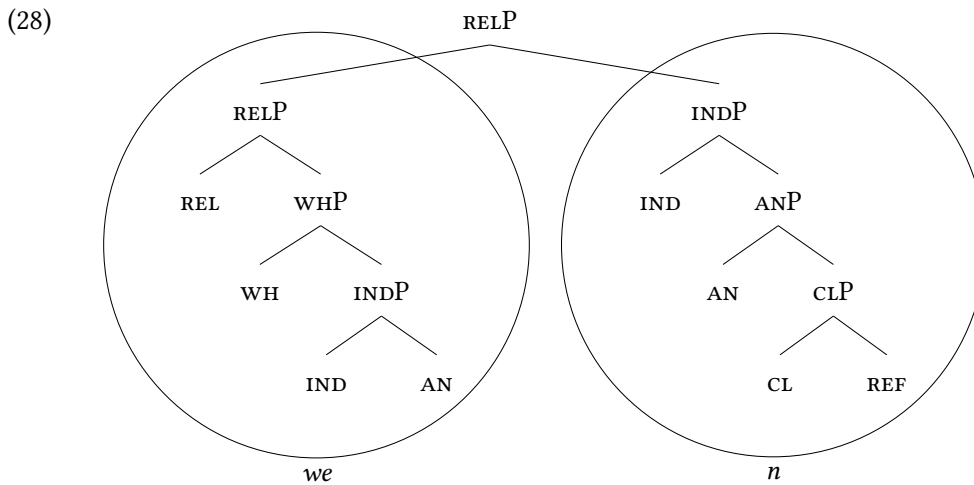 (28)
RELP
RELP INDP
REL WHP IND ANP
WH INDP AN CLP
IND AN CL REF
we n